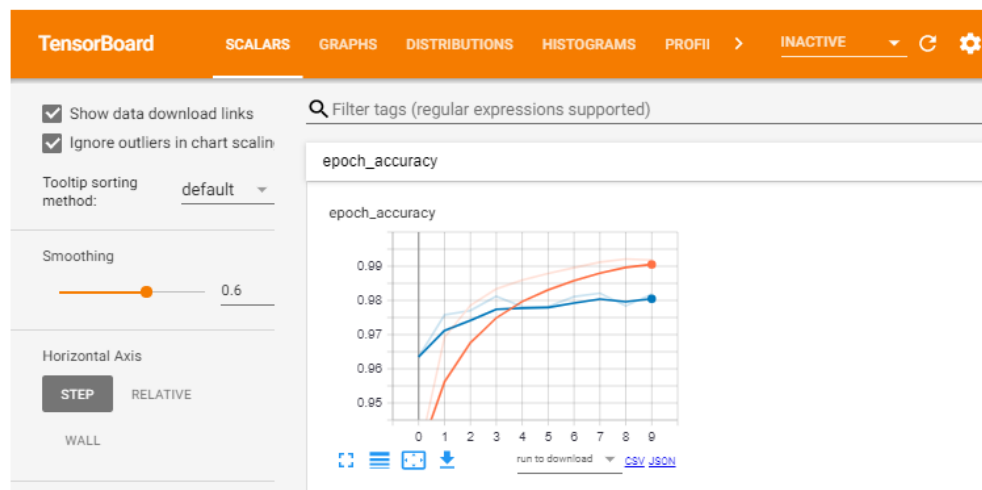 TensorBoard SCALARS GRAPHS DISTRIBUTIONS HISTOGRAMS PROFII INACTIVE
Show data download links
Ignore outliers in chart scalin
Tooltip sorting
method:
default
Smoothing
0.6
Horizontal Axis
STEP RELATIVE
WALL
Filter tags (regular expressions supported)
epoch_accuracy
epoch_accuracy
0.99
0.98
0.97
0.96
0.95
0 1 2 3 4 5 6 7 8 9
run to download CSV JSON